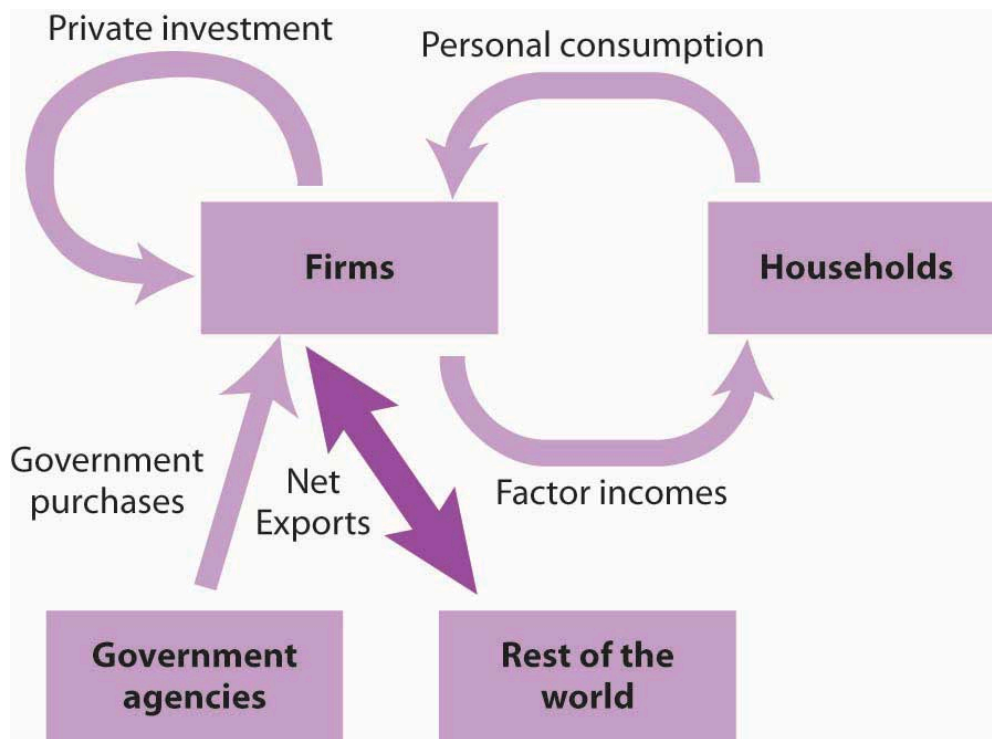 Private investment
Personal consumption
Firms
Households
Government
purchases
Net
Exports
Factor incomes
Government
agencies
Rest of the
world